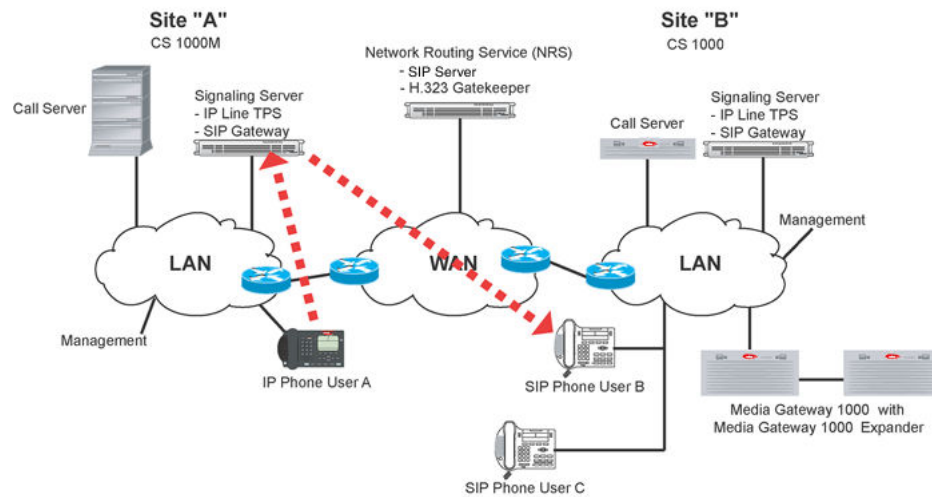 Site "A"
CS 1000M
Site "B"
CS 1000
Network Routing Service (NRS)
- SIP Server
- H.323 Gatekeeper
Call Server
Signaling Server
- IP Line TPS
- SIP Gateway
Call Server
Signaling Server
- IP Line TPS
- SIP Gateway
Management
LAN
WAN
LAN
Management
IP Phone User A
SIP Phone User B
Media Gateway 1000 with
Media Gateway 1000 Expander
SIP Phone User C